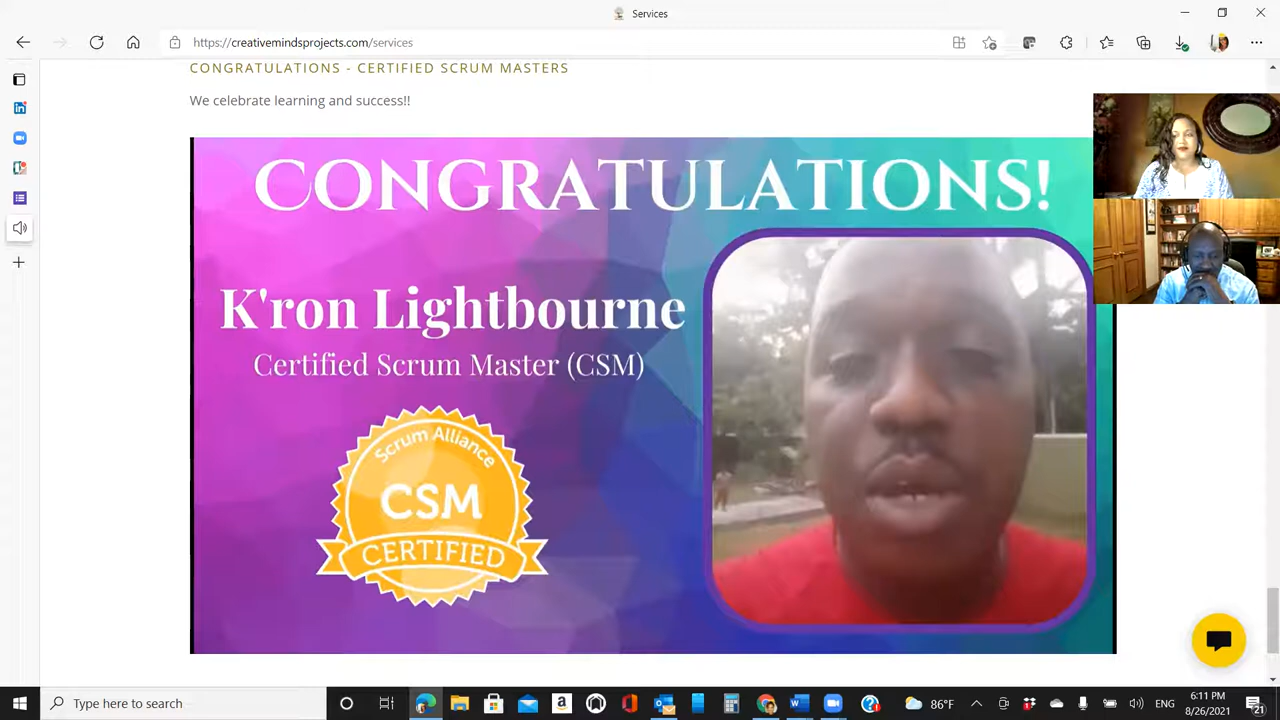 Services
https://creativemindsprojects.com/services
CONGRATULATIONS - CERTIFIED SCRUM MASTERS
We celebrate learning and success!!
CONGRATULATIONS!
K'ron Lightbourne
Certified Scrum Master (CSM)
Scrum Alliance
CSM
CERTIFIED
Type here to search
86°F
6:11 PM
8/26/2021
21